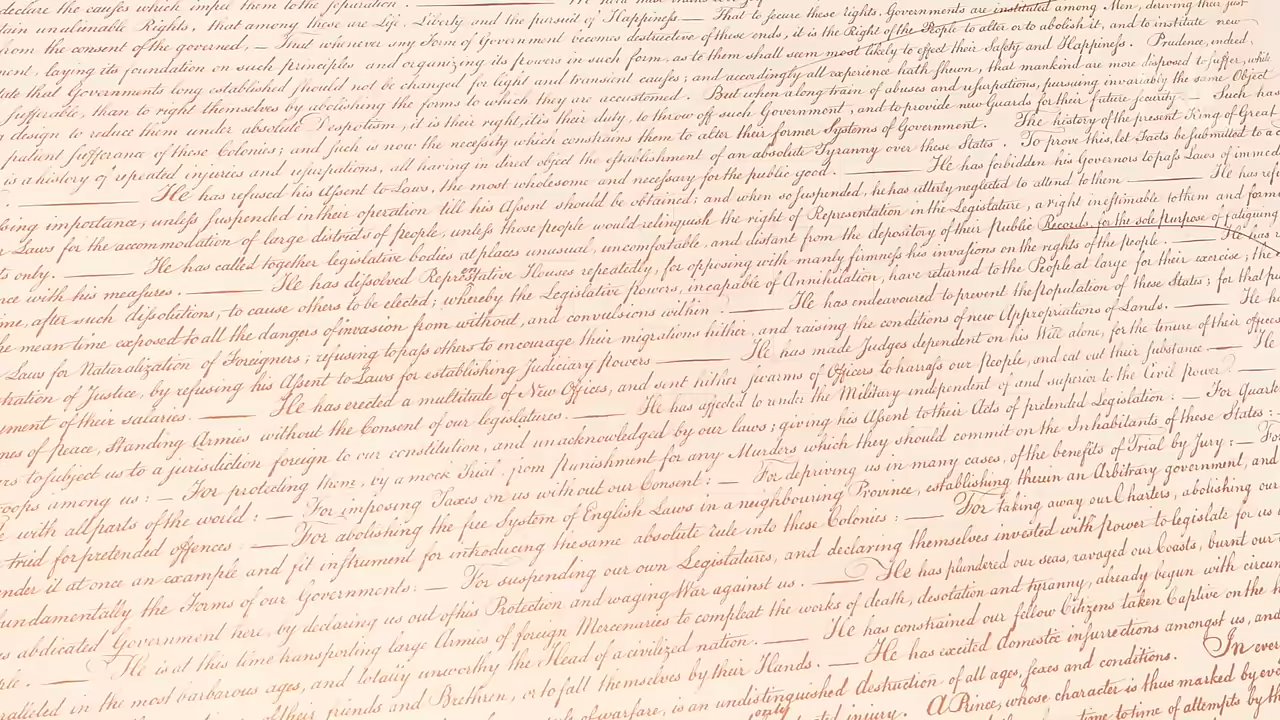 declare the causes which impel them to the separation. ——— We hold these
tain unalienable Rights, that among these are Life, Liberty and the pursuit of Happiness.— That to secure these rights, Governments are instituted among Men, deriving their just
from the consent of the governed, — That whenever any Form of Government becomes destructive of these ends, it is the Right of the People to alter or to abolish it, and to institute new
ment, laying its foundation on such principles and organizing its powers in such form, as to them shall seem most likely to effect their Safety and Happiness. Prudence, indeed,
tate that Governments long established should not be changed for light and transient causes; and accordingly all experience hath shewn, that mankind are more disposed to suffer, while
sufferable, than to right themselves by abolishing the forms to which they are accustomed. But when a long train of abuses and usurpations, pursuing invariably the same Object
a design to reduce them under absolute Despotism, it is their right, it is their duty, to throw off such Government, and to provide new Guards for their future security.— Such has
patient sufferance of these Colonies; and such is now the necessity which constrains them to alter their former Systems of Government. The history of the present King of Great
is a history of repeated injuries and usurpations, all having in direct object the establishment of an absolute Tyranny over these States. To prove this, let Facts be submitted to a c
——— He has refused his Assent to Laws, the most wholesome and necessary for the public good. ——— He has forbidden his Governors to pass Laws of immed
sing importance, unless suspended in their operation till his Assent should be obtained; and when so suspended, he has utterly neglected to attend to them. ——— He has ref
r Laws for the accommodation of large districts of people, unless those people would relinquish the right of Representation in the Legislature, a right inestimable to them and form
ts only. ——— He has called together legislative bodies at places unusual, uncomfortable, and distant from the depository of their public Records, for the sole purpose of fatiguing
nce with his measures. ——— He has dissolved Representative Houses repeatedly, for opposing with manly firmness his invasions on the rights of the people. ——— He has r
ime, after such dissolutions, to cause others to be elected; whereby the Legislative powers, incapable of Annihilation, have returned to the People at large for their exercise; the
he mean time exposed to all the dangers of invasion from without, and convulsions within. ——— He has endeavoured to prevent the population of these States; for that pu
Laws for Naturalization of Foreigners; refusing to pass others to encourage their migrations hither, and raising the conditions of new Appropriations of Lands. ——— He h
tration of Justice, by refusing his Assent to Laws for establishing Judiciary powers. ——— He has made Judges dependent on his Will alone, for the tenure of their offices
yment of their salaries. ——— He has erected a multitude of New Offices, and sent hither swarms of Officers to harrass our People, and eat out their substance. —— He
nes of peace, Standing Armies without the Consent of our legislatures. —— He has affected to render the Military independent of and superior to the Civil power. ——
rs to subject us to a jurisdiction foreign to our constitution, and unacknowledged by our laws; giving his Assent to their Acts of pretended Legislation: — For Quart
roops among us: — For protecting them, by a mock Trial, from punishment for any Murders which they should commit on the Inhabitants of these States:
e with all parts of the world: — For imposing Taxes on us without our Consent: — For depriving us in many cases, of the benefits of Trial by Jury: — Fo
tried for pretended offences: — For abolishing the free System of English Laws in a neighbouring Province, establishing therein an Arbitrary government, and
nder it at once an example and fit instrument for introducing the same absolute rule into these Colonies: — For taking away our Charters, abolishing our
undamentally the Forms of our Governments: — For suspending our own Legislatures, and declaring themselves invested with power to legislate for us i
s abdicated Government here, by declaring us out of his Protection and waging War against us. — He has plundered our seas, ravaged our Coasts, burnt our
ple. — He is at this time transporting large Armies of foreign Mercenaries to compleat the works of death, desolation and tyranny, already begun with circum
ralleled in the most barbarous ages, and totally unworthy the Head of a civilized nation. — He has constrained our fellow Citizens taken Captive on the h
of their friends and Brethren, or to fall themselves by their Hands. — He has excited domestic insurrections amongst us, and
of warfare, is an undistinguished destruction of all ages, sexes and conditions. In ever
only
ted injury. A Prince, whose character is thus marked by eve
time to time of attempts by th